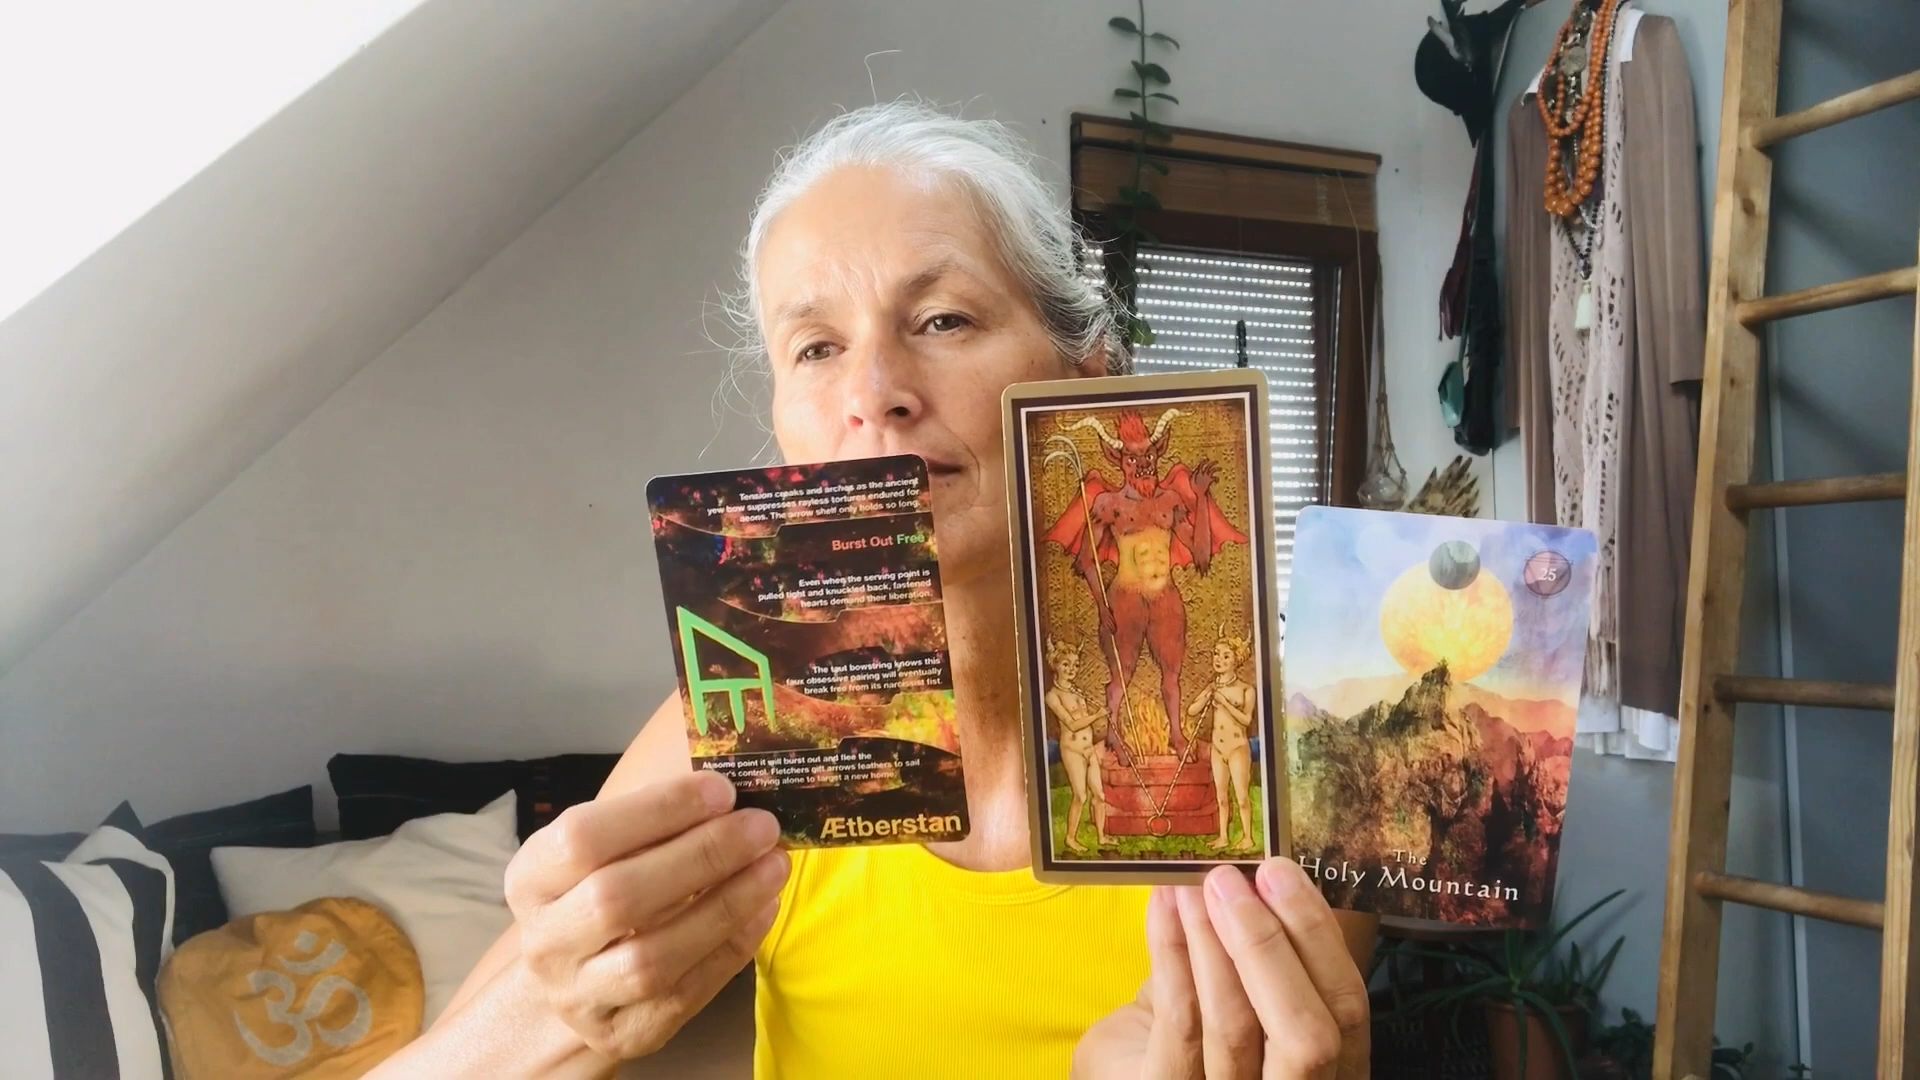 Tension creaks and arches as the ancient
yew bow suppresses rayless tortures endured for
aeons. The arrow shelf only holds so long.
Burst Out Free
Even when the serving point is
pulled tight and knuckled back, fastened
hearts demand their liberation.
The taut bowstring knows this
faux obsessive pairing will eventually
break free from its narcissist fist.
At some point it will burst out and flee the
control. Fletchers gift arrows feathers to sail
Flying alone to target a new home.
Ætberstan
25
The
Holy Mountain
ॐ